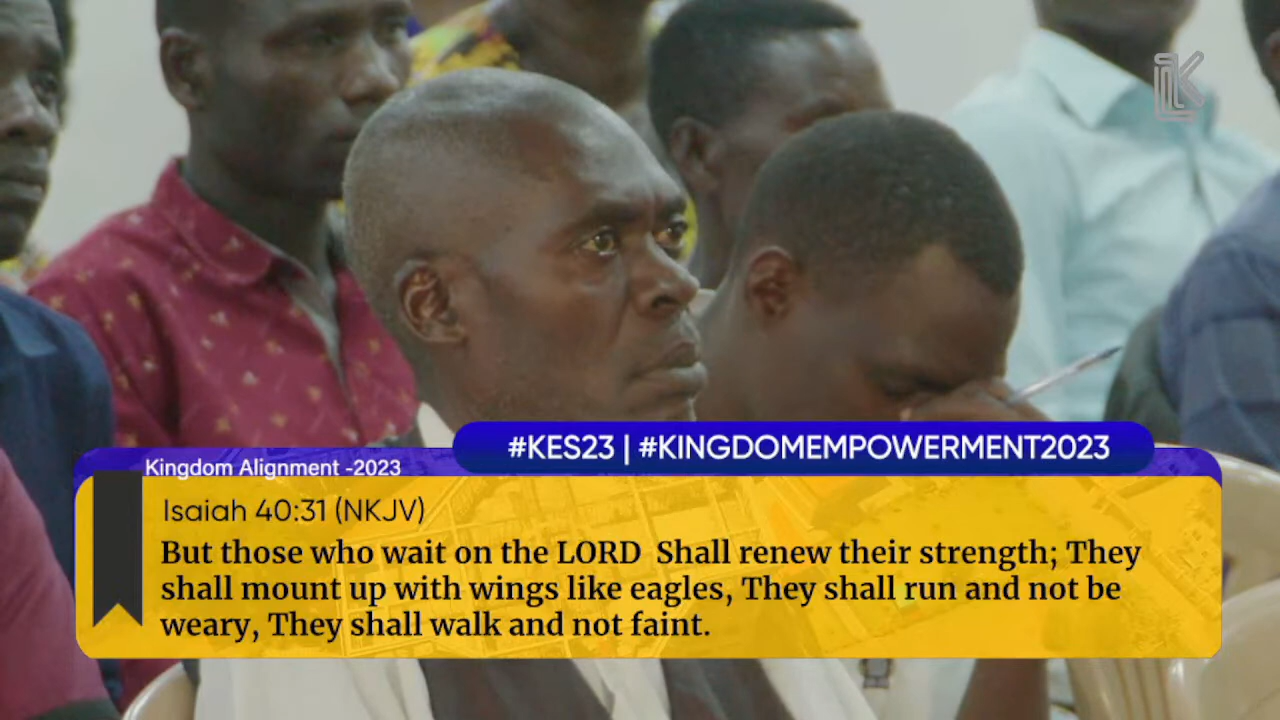 #KES23 | #KINGDOMEMPOWERMENT2023
Kingdom Alignment -2023
Isaiah 40:31 (NKJV)
But those who wait on the LORD Shall renew their strength; They
shall mount up with wings like eagles, They shall run and not be
weary, They shall walk and not faint.